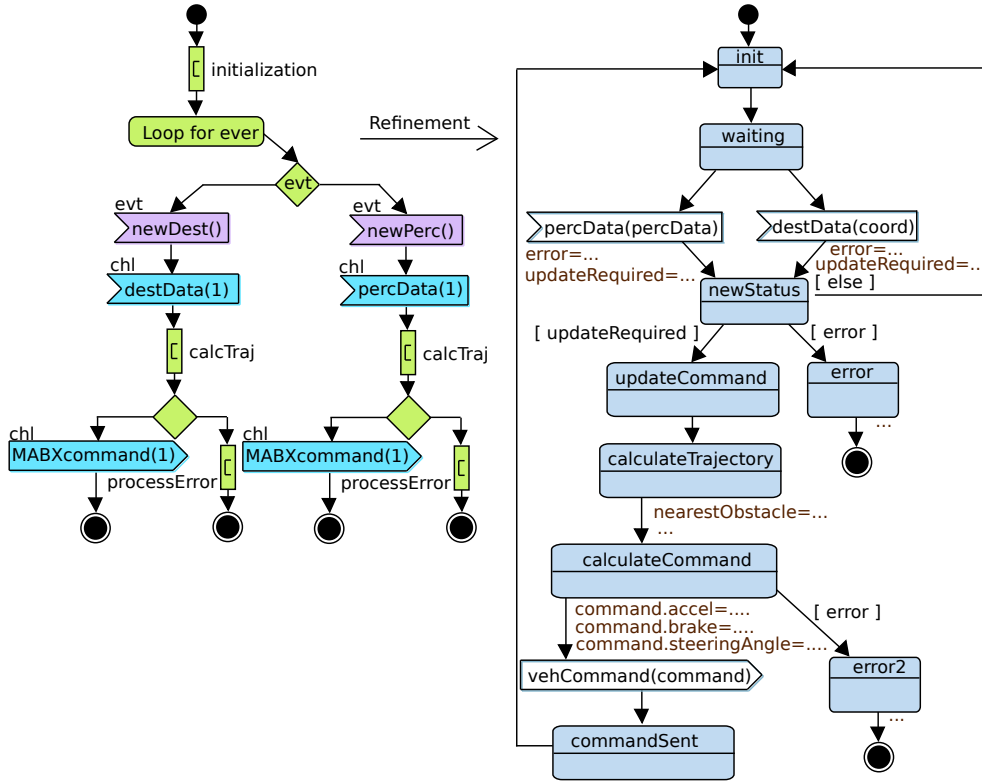 initialization
Loop for ever
evt
evt
newDest()
chl
destData(1)
calcTraj
chl
MABXcommand(1)
processError
evt
newPerc()
chl
percData(1)
calcTraj
chl
MABXcommand(1)
processError
Refinement
init
waiting
percData(percData)
error=...
updateRequired=...
destData(coord)
error=...
updateRequired=...
newStatus
[ else ]
[ updateRequired ]
[ error ]
updateCommand
error
...
calculateTrajectory
nearestObstacle=...
...
calculateCommand
command.accel=....
command.brake=....
command.steeringAngle=....
[ error ]
vehCommand(command)
error2
...
commandSent